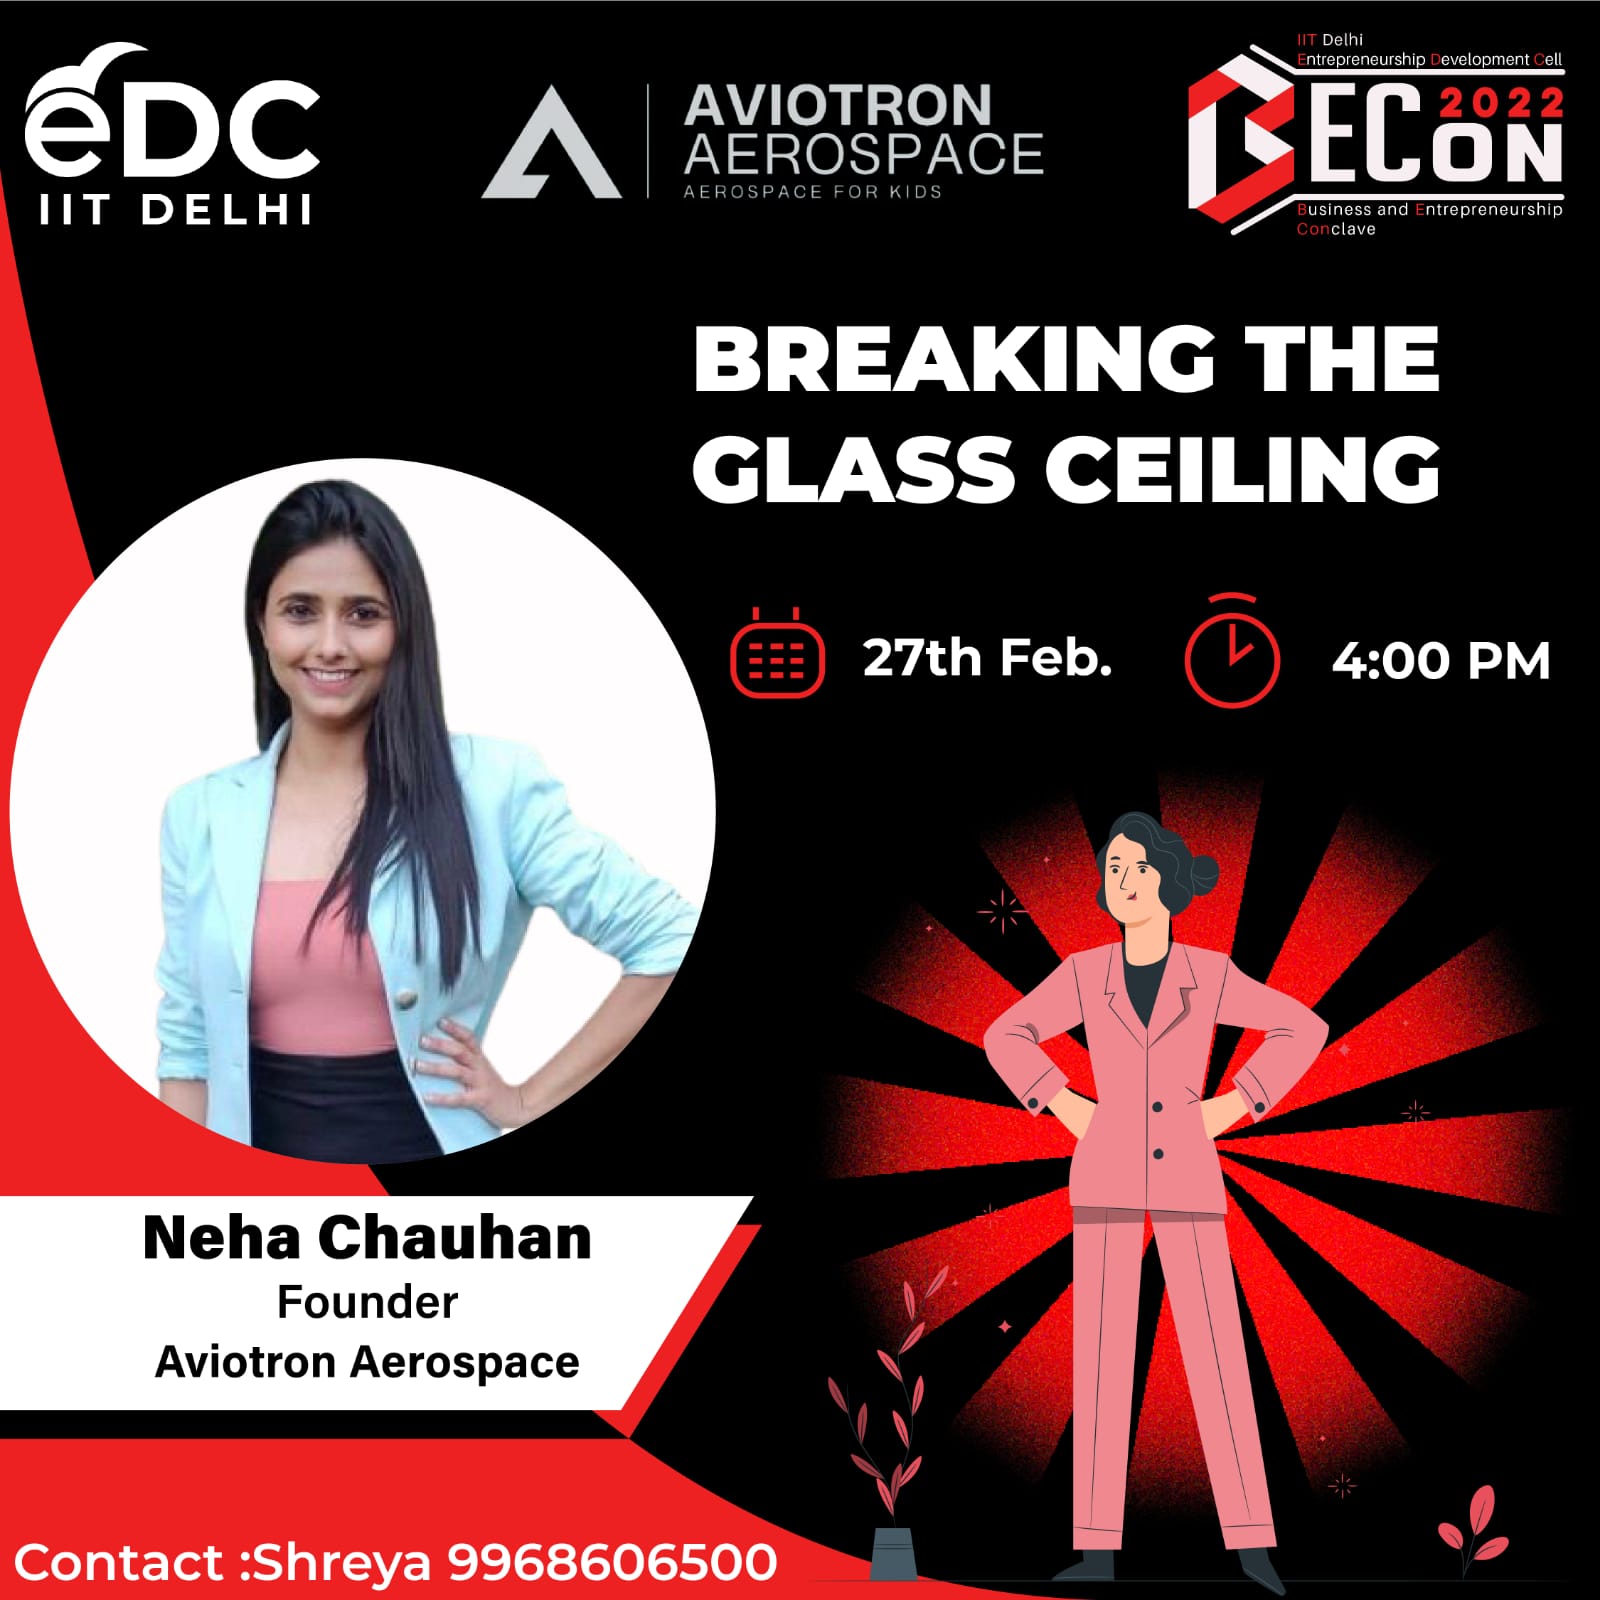 eDC
IIT DELHI
AVIOTRON
AEROSPACE
AEROSPACE FOR KIDS
IIT Delhi
Entrepreneurship Development Cell
BECon 2022
Business and Entrepreneurship
Conclave
BREAKING THE
GLASS CEILING
27th Feb. 4:00 PM
Neha Chauhan
Founder
Aviotron Aerospace
Contact :Shreya 9968606500